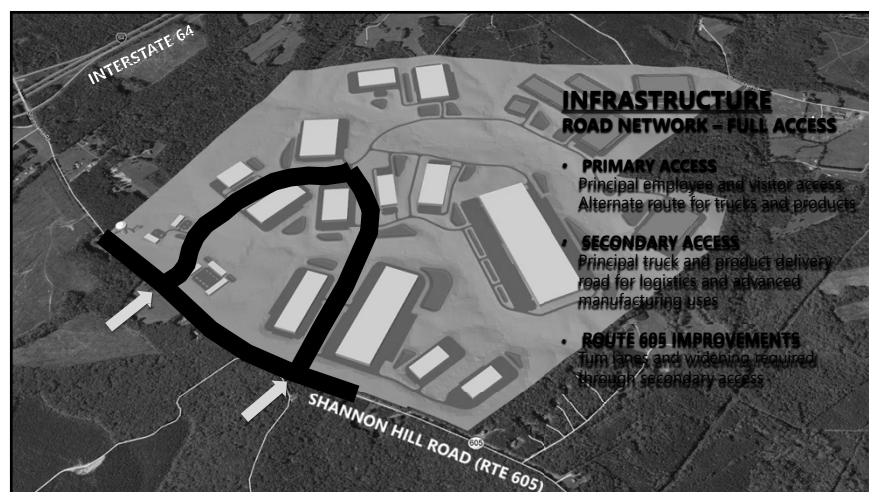 64
INTERSTATE 64
INFRASTRUCTURE
ROAD NETWORK – FULL ACCESS
• PRIMARY ACCESS
Principal employee and visitor access
Alternate route for trucks and products
• SECONDARY ACCESS
Principal truck and product delivery
road for logistics and advanced
manufacturing uses
• ROUTE 605 IMPROVEMENTS
Turn lanes and widening required
through secondary access
SHANNON HILL ROAD (RTE 605)
605